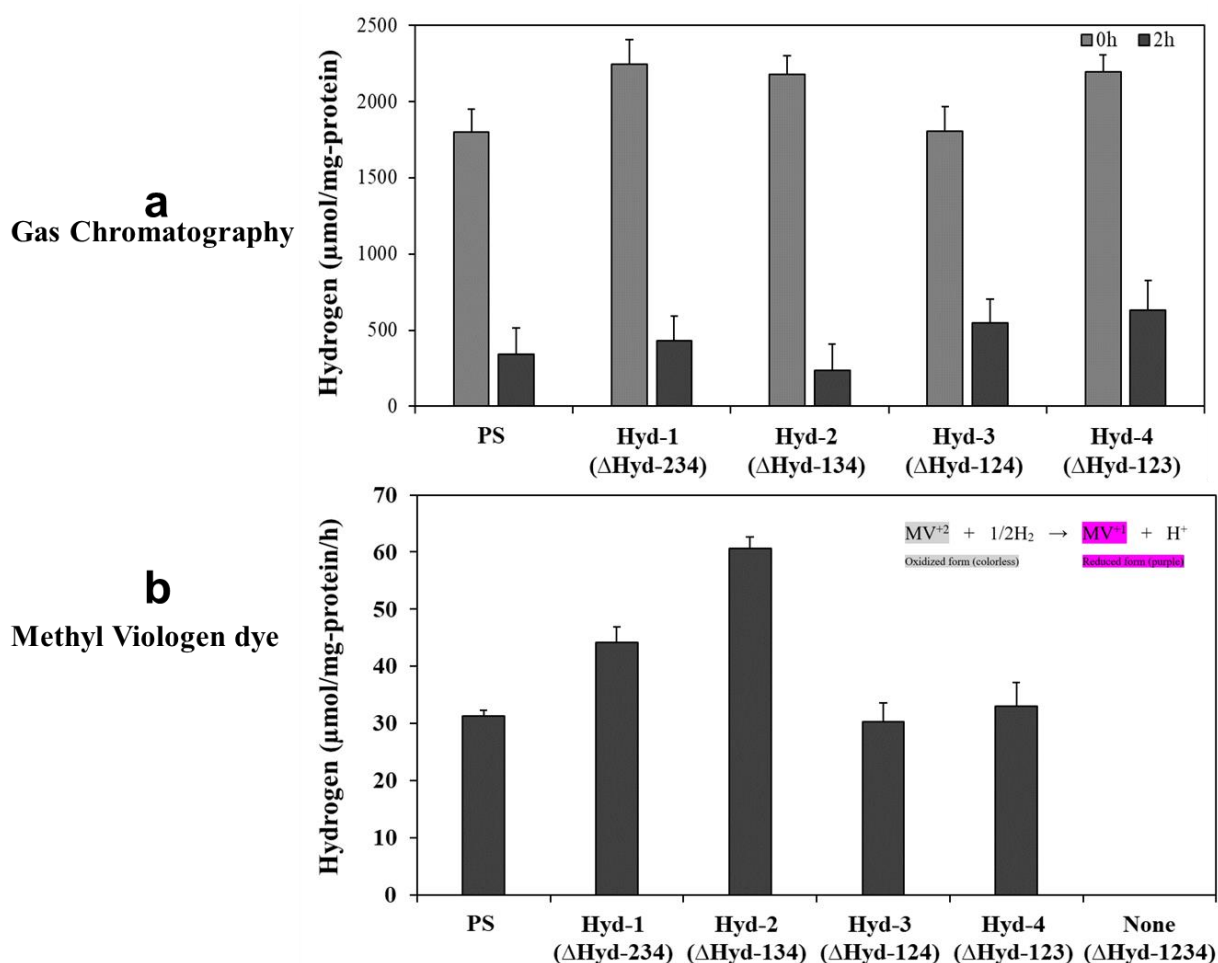 a
Gas Chromatography
Hydrogen (µmol/mg-protein)
2500
2000
1500
1000
500
0
0h 2h
PS Hyd-1 Hyd-2 Hyd-3 Hyd-4
(ΔHyd-234) (ΔHyd-134) (ΔHyd-124) (ΔHyd-123)
b
Methyl Viologen dye
Hydrogen (µmol/mg-protein/h)
70
60
50
40
30
20
10
0
MV+2 + 1/2H₂ → MV+1 + H+
Oxidized form (colorless) Reduced form (purple)
PS Hyd-1 Hyd-2 Hyd-3 Hyd-4 None
(ΔHyd-234) (ΔHyd-134) (ΔHyd-124) (ΔHyd-123) (ΔHyd-1234)